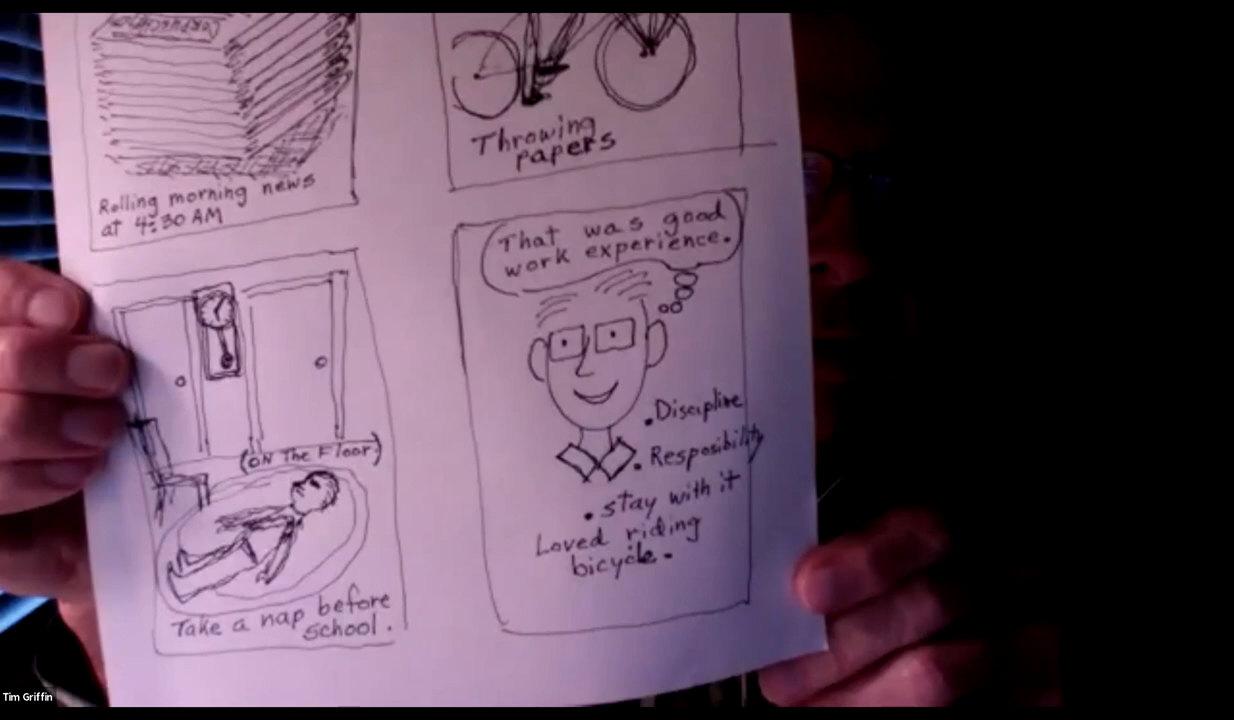 Rolling morning news
at 4:30 AM
Throwing
papers
(ON The Floor)
Take a nap before
school.
That was good
work experience.
. Discipline
. Resposibility
. stay with it
Loved riding
bicycle.
Tim Griffin